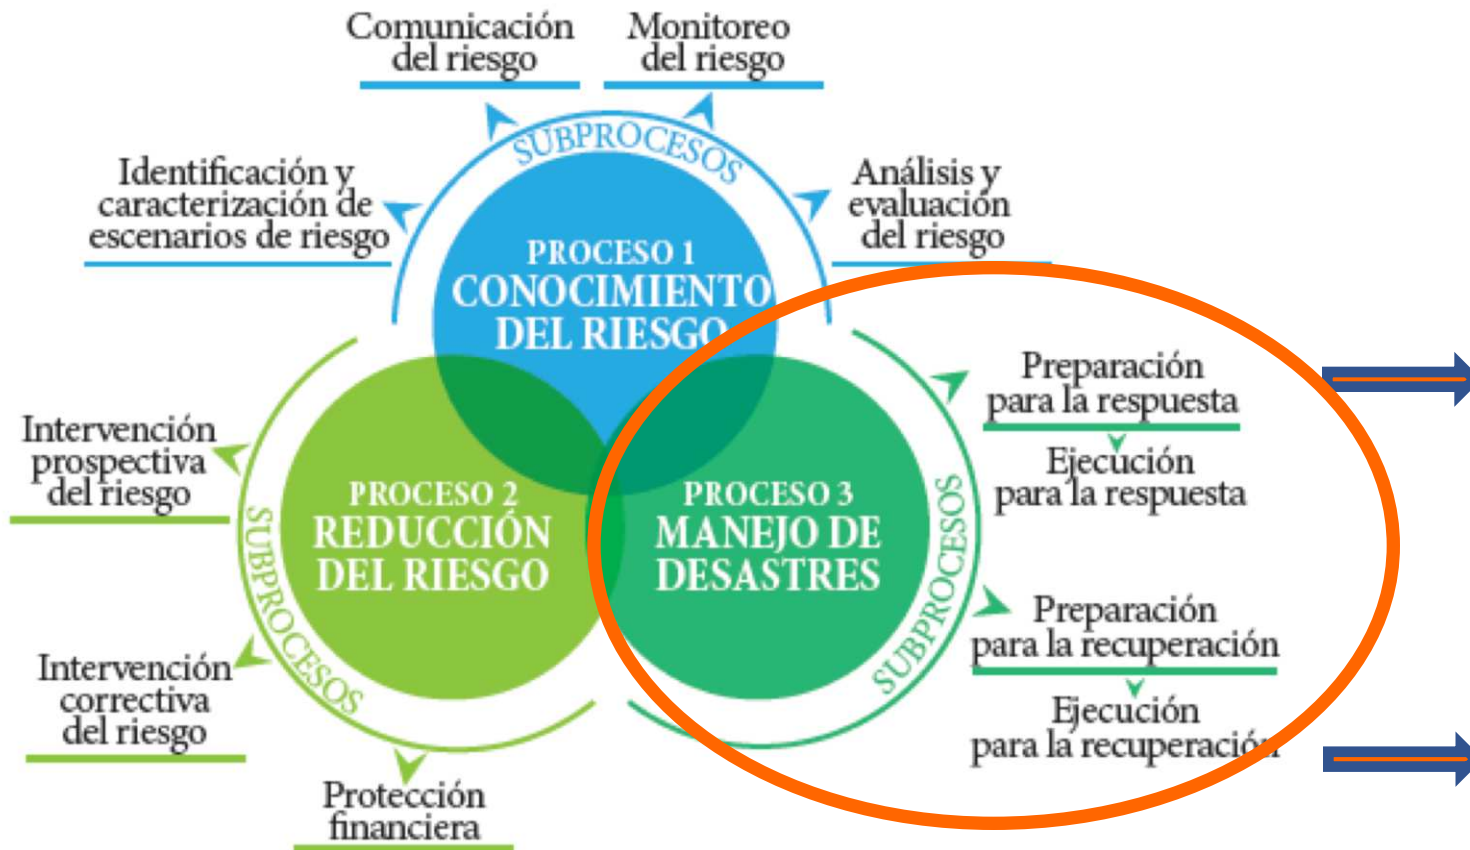 Comunicación
del riesgo
Monitoreo
del riesgo
SUBPROCESOS
Identificación y
caracterización de
escenarios de riesgo
Análisis y
evaluación
del riesgo
PROCESO 1
CONOCIMIENTO
DEL RIESGO
Intervención
prospectiva
del riesgo
SUBPROCESOS
PROCESO 2
REDUCCIÓN
DEL RIESGO
Intervención
correctiva
del riesgo
Protección
financiera
PROCESO 3
MANEJO DE
DESASTRES
SUBPROCESOS
Preparación
para la respuesta
Ejecución
para la respuesta
Preparación
para la recuperación
Ejecución
para la recuperación